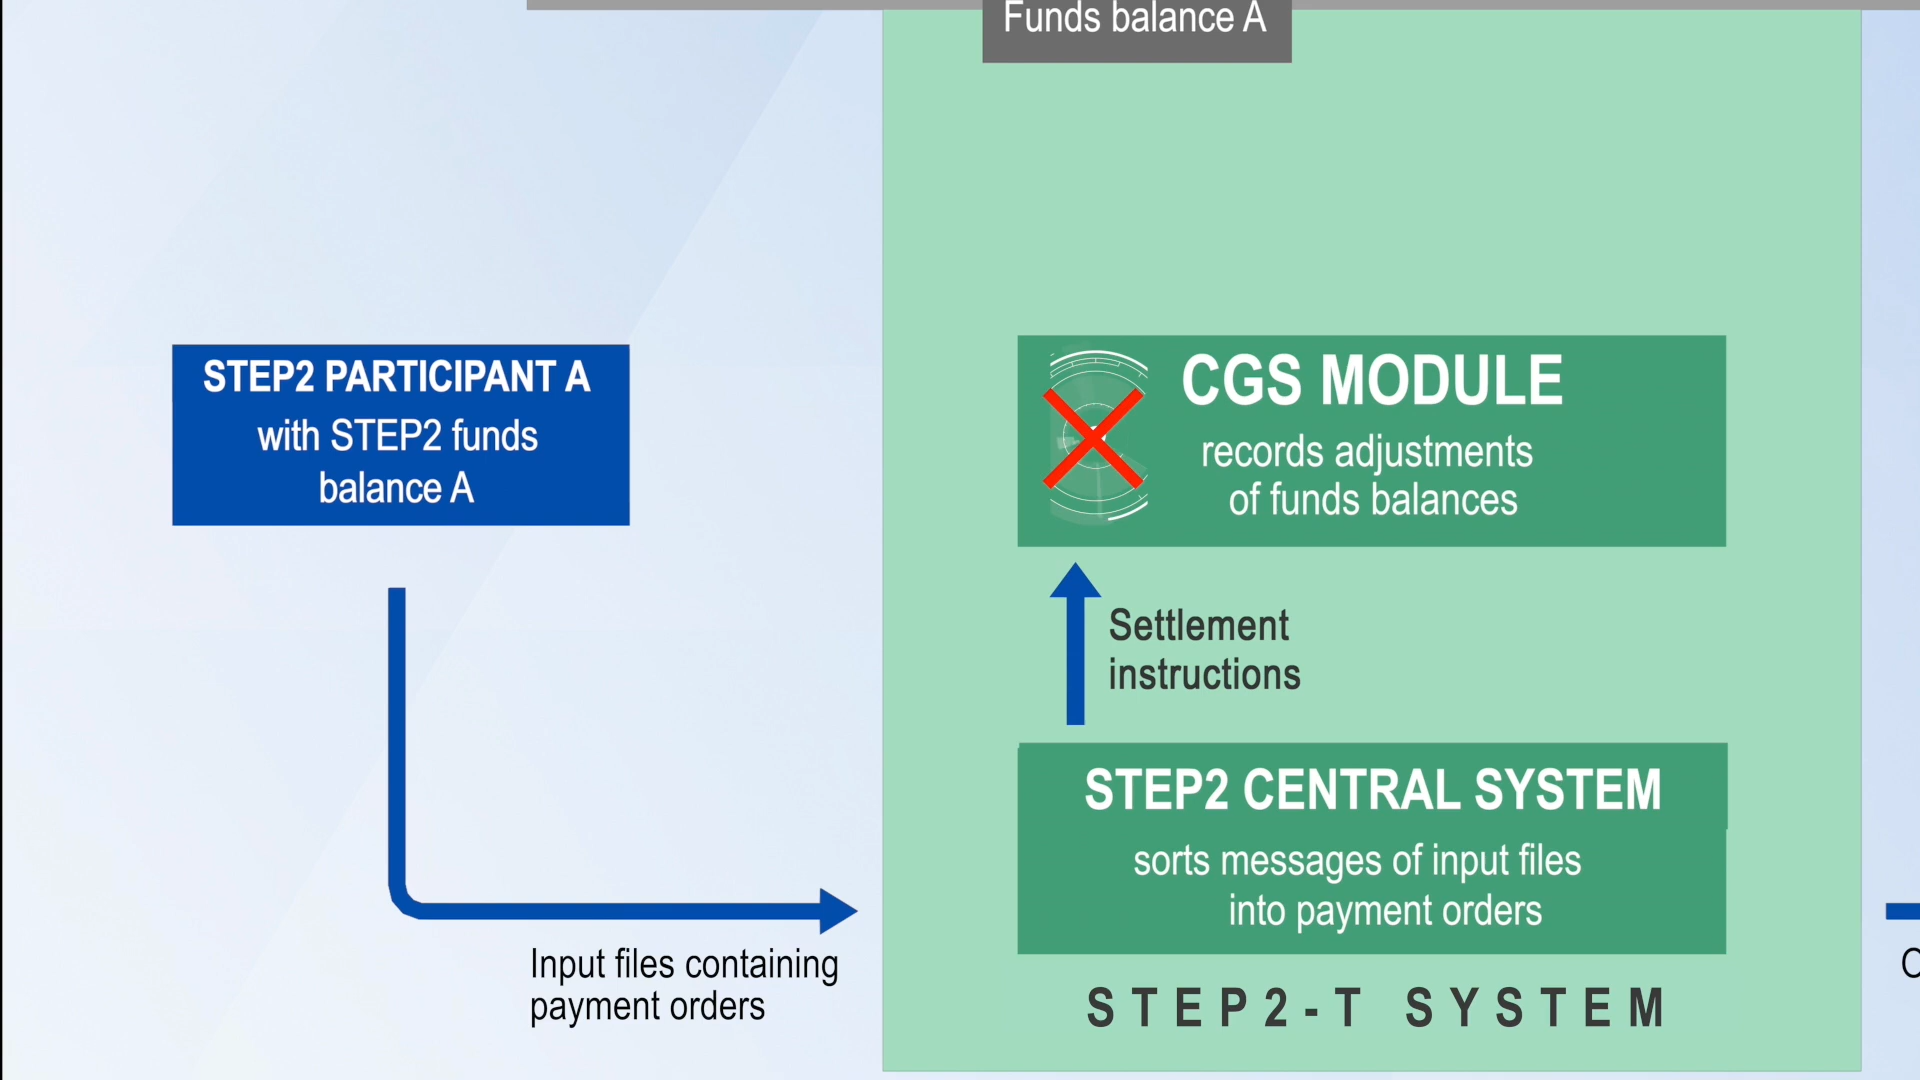 Funds balance A
STEP2 PARTICIPANT A
with STEP2 funds
balance A
CGS MODULE
records adjustments
of funds balances
Settlement
instructions
STEP2 CENTRAL SYSTEM
sorts messages of input files
into payment orders
Input files containing
payment orders
STEP2-T SYSTEM